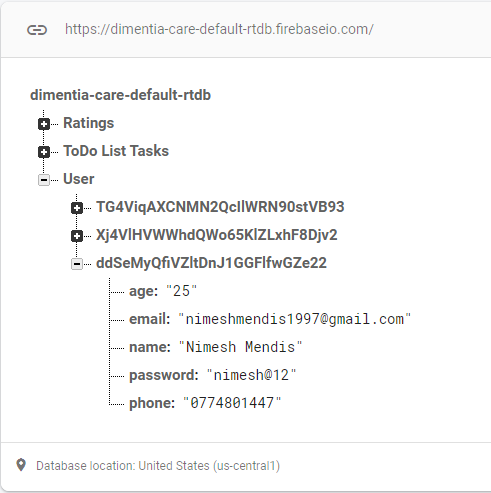 https://dimentia-care-default-rtdb.firebaseio.com/
dimentia-care-default-rtdb
Ratings
ToDo List Tasks
User
TG4ViqAXCNMN2QcIlWRN90stVB93
Xj4VlHVWWhdQWo65KlZLxhF8Djv2
ddSeMyQfiVZltDnJ1GGFlfwGZe22
age: "25"
email: "nimeshmendis1997@gmail.com"
name: "Nimesh Mendis"
password: "nimesh@12"
phone: "0774801447"
Database location: United States (us-central1)